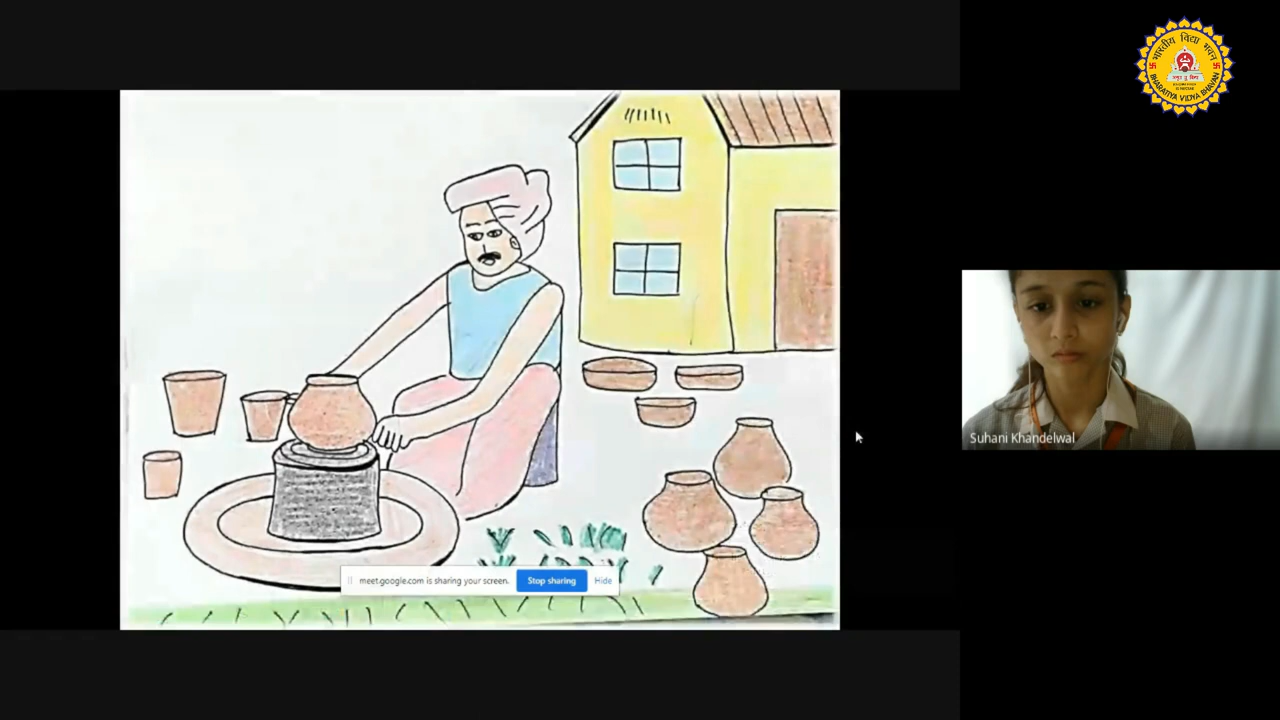 भारतीय विद्या भवन
BHARATIYA VIDYA BHAVAN
meet.google.com is sharing your screen.
Stop sharing
Hide
Suhani Khandelwal